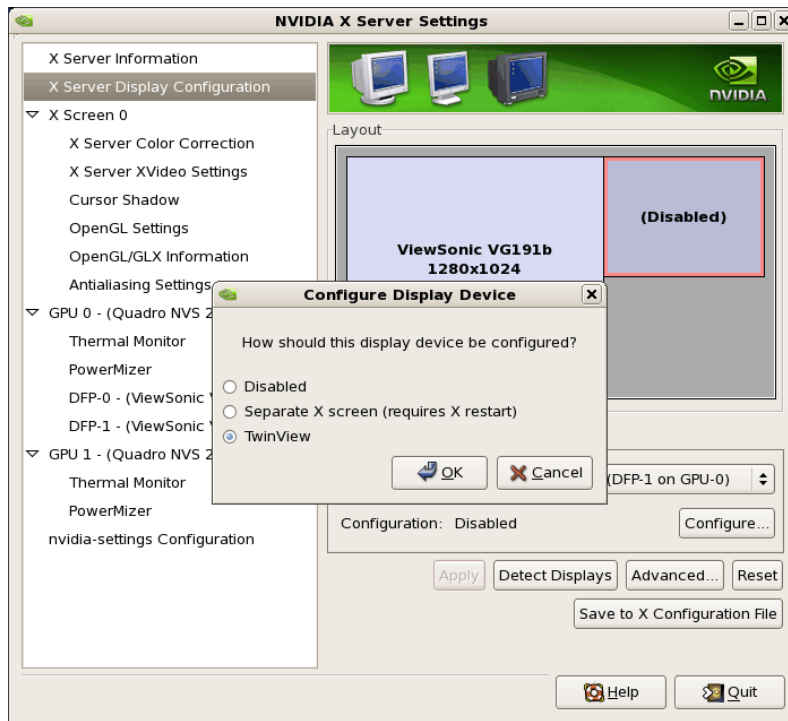 NVIDIA X Server Settings
X Server Information
X Server Display Configuration
X Screen 0
X Server Color Correction
X Server XVideo Settings
Cursor Shadow
OpenGL Settings
OpenGL/GLX Information
Antialiasing Settings
GPU 0 - (Quadro NVS 2
Thermal Monitor
PowerMizer
DFP-0 - (ViewSonic
DFP-1 - (ViewSonic
GPU 1 - (Quadro NVS 2
Thermal Monitor
PowerMizer
nvidia-settings Configuration
NVIDIA
Layout
ViewSonic VG191b
1280x1024
(Disabled)
Configure Display Device
How should this display device be configured?
Disabled
Separate X screen (requires X restart)
TwinView
OK
Cancel
(DFP-1 on GPU-0)
Configuration: Disabled
Configure...
Apply
Detect Displays
Advanced...
Reset
Save to X Configuration File
Help
Quit